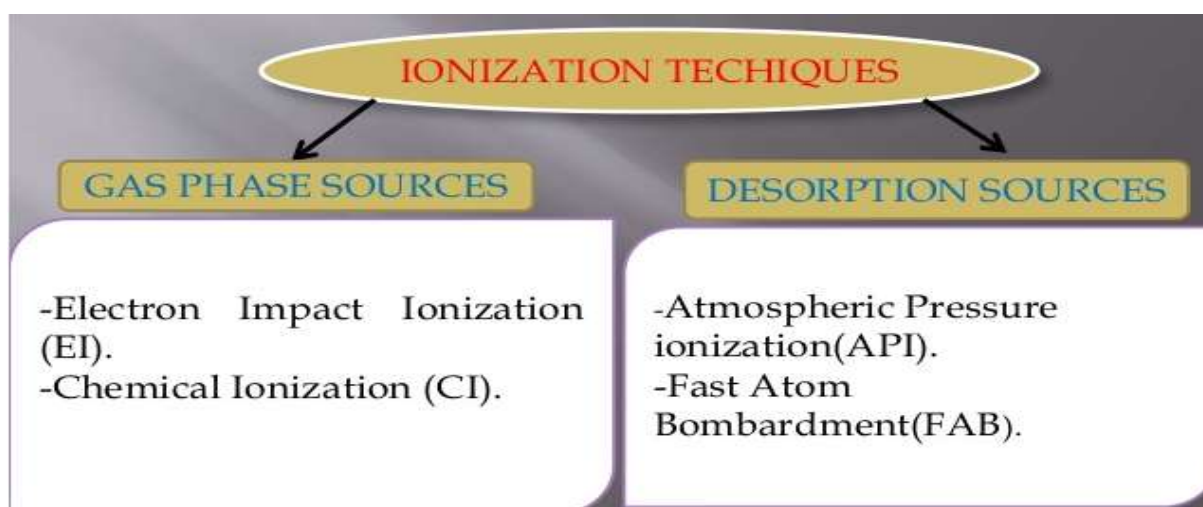 IONIZATION TECHIQUES
GAS PHASE SOURCES
-Electron Impact Ionization
(EI).
-Chemical Ionization (CI).
DESORPTION SOURCES
-Atmospheric Pressure
ionization(API).
-Fast Atom
Bombardment(FAB).